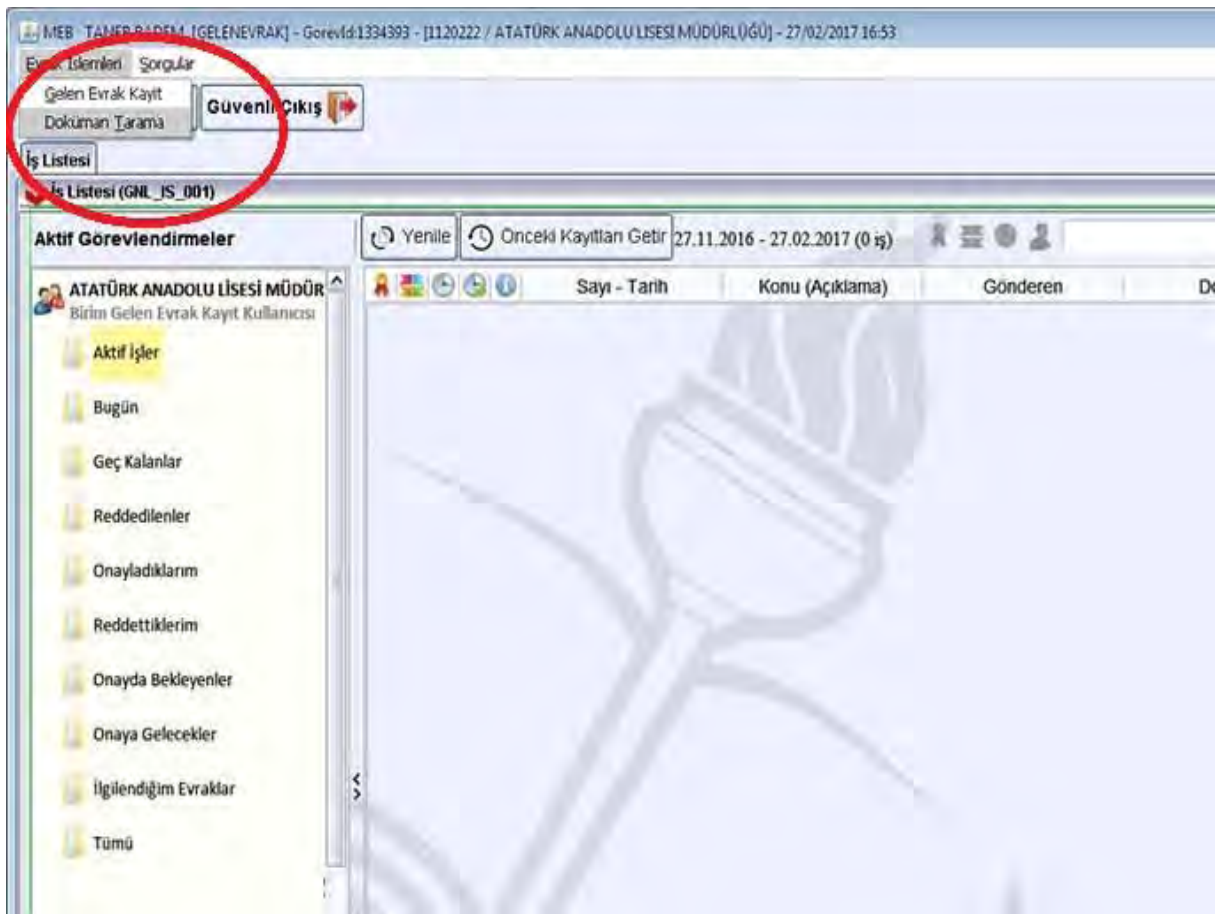 MEB - TANER BADEM [GELENEVRAK] - GorevId:1334393 - [1120222 / ATATÜRK ANADOLU LİSESİ MÜDÜRLÜĞÜ] - 27/02/2017 16:53
Evrak İşlemleri Sorgular
Gelen Evrak Kayıt
Doküman Tarama
Güvenli Çıkış
İş Listesi
İş Listesi (GNL_IS_001)
Aktif Görevlendirmeler
Yenile Önceki Kayıtları Getir 27.11.2016 - 27.02.2017 (0 iş)
Sayı - Tarih Konu (Açıklama) Gönderen
ATATÜRK ANADOLU LİSESİ MÜDÜR
Birim Gelen Evrak Kayıt Kullanıcısı
Aktif İşler
Bugün
Geç Kalanlar
Reddedilenler
Onayladıklarım
Reddettiklerim
Onayda Bekleyenler
Onaya Gelecekler
İlgilendiğim Evraklar
Tümü